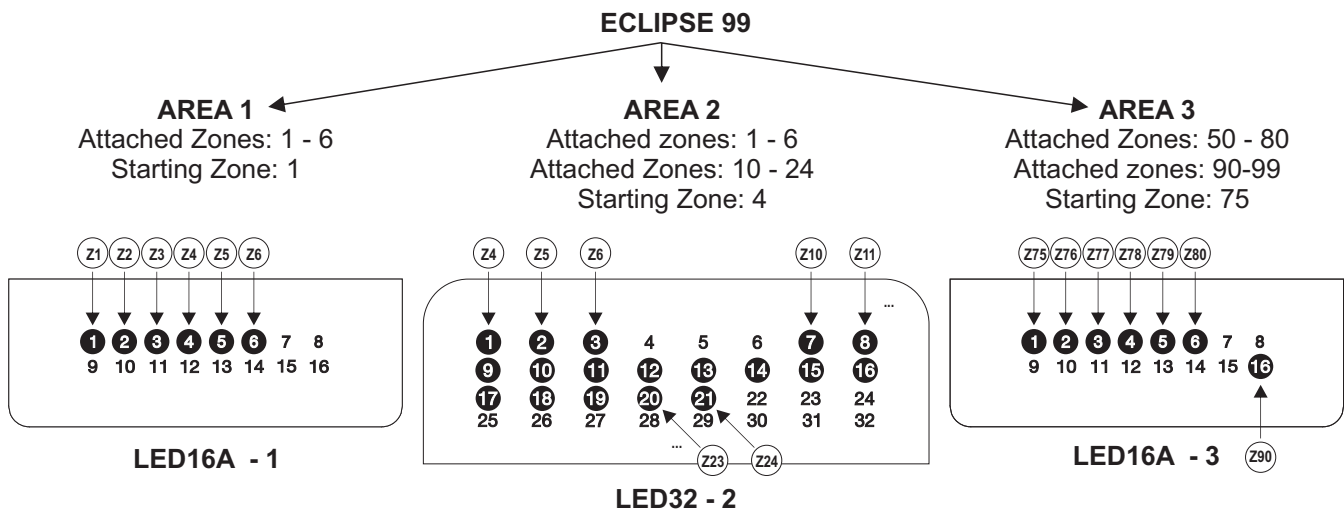 ECLIPSE 99
AREA 1
Attached Zones: 1 - 6
Starting Zone: 1
AREA 2
Attached zones: 1 - 6
Attached Zones: 10 - 24
Starting Zone: 4
AREA 3
Attached Zones: 50 - 80
Attached zones: 90-99
Starting Zone: 75
Z1 Z2 Z3 Z4 Z5 Z6
1 2 3 4 5 6 7 8
9 10 11 12 13 14 15 16
LED16A - 1
Z4 Z5 Z6 Z10 Z11
...
1 2 3 4 5 6 7 8
9 10 11 12 13 14 15 16
17 18 19 20 21 22 23 24
25 26 27 28 29 30 31 32
...
Z23 Z24
LED32 - 2
Z75 Z76 Z77 Z78 Z79 Z80
1 2 3 4 5 6 7 8
9 10 11 12 13 14 15 16
LED16A - 3
Z90